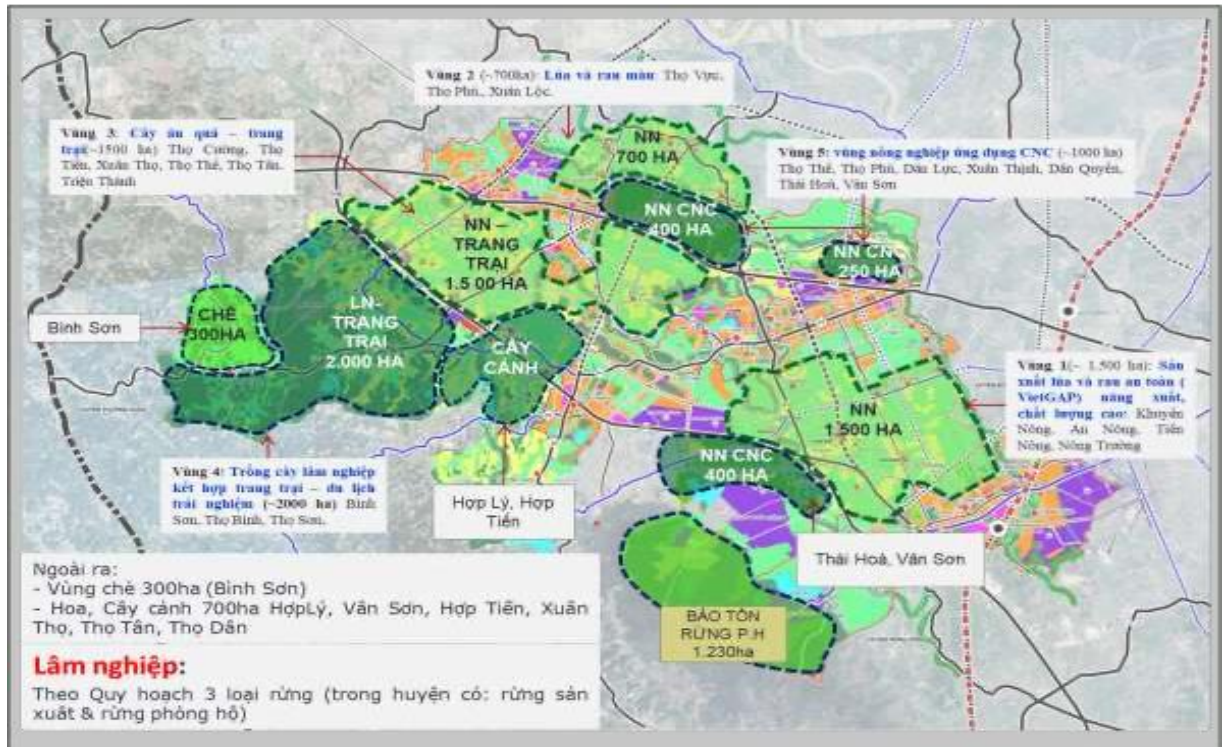 Vùng 2 (~700ha): Lúa và rau màu: Thọ Vực,
Thọ Phú, Xuân Lộc.
Vùng 3: Cây ăn quả – trang
trại(~1500 ha) Thọ Cường, Thọ
Tiến, Xuân Thọ, Thọ Thế, Thọ Tân,
Triệu Thành
NN
700 HA
Vùng 5: vùng nông nghiệp ứng dụng CNC (~1000 ha)
Thọ Thế, Thọ Phú, Dân Lực, Xuân Thịnh, Dân Quyền,
Thái Hoà, Vân Sơn
NN CNC
400 HA
NN –
TRANG
TRẠI
1.5 00 HA
NN CNC
250 HA
CHÈ
300HA
Bình Sơn
LN-
TRANG
TRẠI
2.000 HA
CÂY
CẢNH
Vùng 1(~ 1.500 ha): Sản
xuất lúa và rau an toàn (
VietGAP) năng xuất,
chất lượng cao: Khuyến
Nông, An Nông, Tiến
Nông, Nông Trường
NN
1.500 HA
NN CNC
400 HA
Vùng 4: Trồng cây lâm nghiệp
kết hợp trang trại – du lịch
trải nghiệm (~2000 ha) Bình
Sơn, Thọ Bình, Thọ Sơn.
Hợp Lý, Hợp
Tiến
Thái Hoà, Vân Sơn
Ngoài ra:
- Vùng chè 300ha (Bình Sơn)
- Hoa, Cây cảnh 700ha HợpLý, Vân Sơn, Hợp Tiến, Xuân
Thọ, Thọ Tân, Thọ Dân
BẢO TỒN
RỪNG P.H
1.230ha
Lâm nghiệp:
Theo Quy hoạch 3 loại rừng (trong huyện có: rừng sản
xuất & rừng phòng hộ)